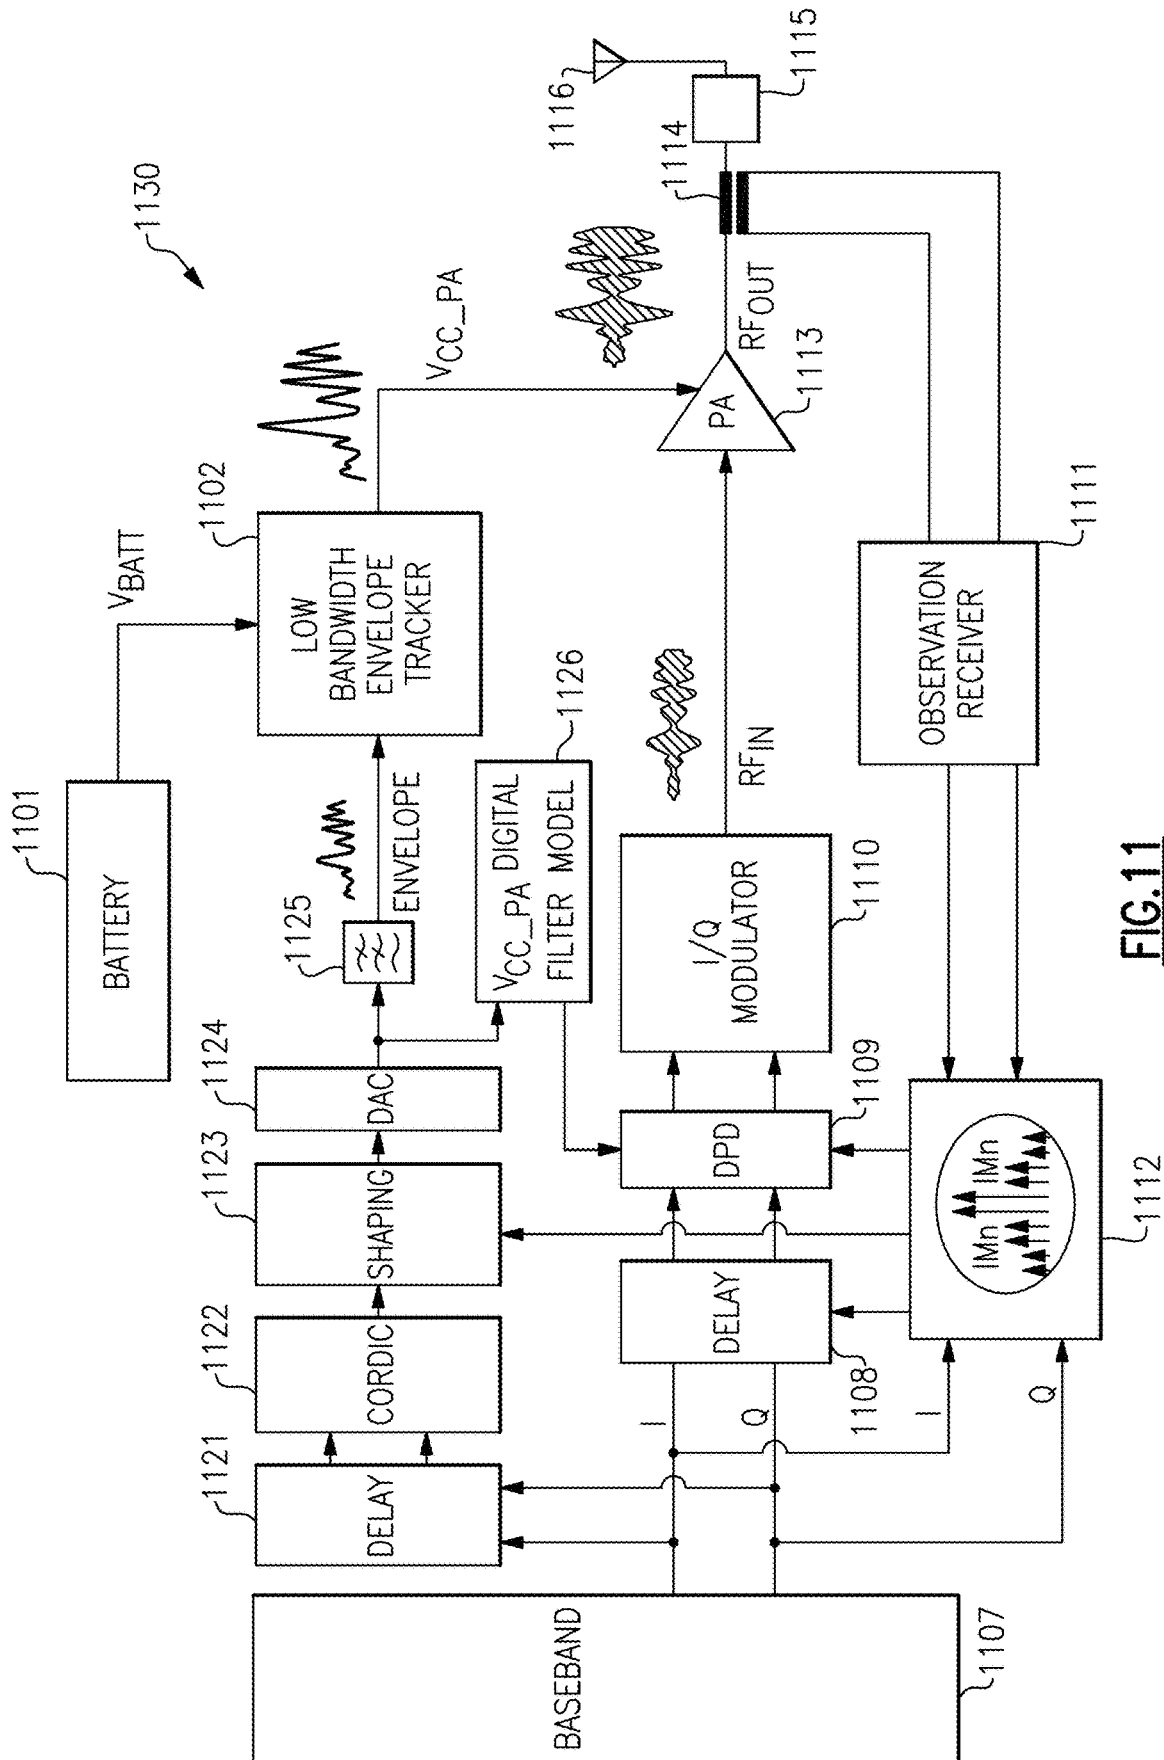 1130
1101
BATTERY
VBATT
1102
LOW
BANDWIDTH
ENVELOPE
TRACKER
VCC_PA
1121
DELAY
1122
CORDIC
1123
SHAPING
1124
DAC
1125
ENVELOPE
1126
VCC_PA DIGITAL
FILTER MODEL
BASEBAND
1107
I
Q
DELAY
1108
DPD
1109
I/Q
MODULATOR
1110
RFIN
PA
1113
RFOUT
1114
1115
1116
OBSERVATION
RECEIVER
1111
I
Q
IMn
IMn
1112
FIG.11